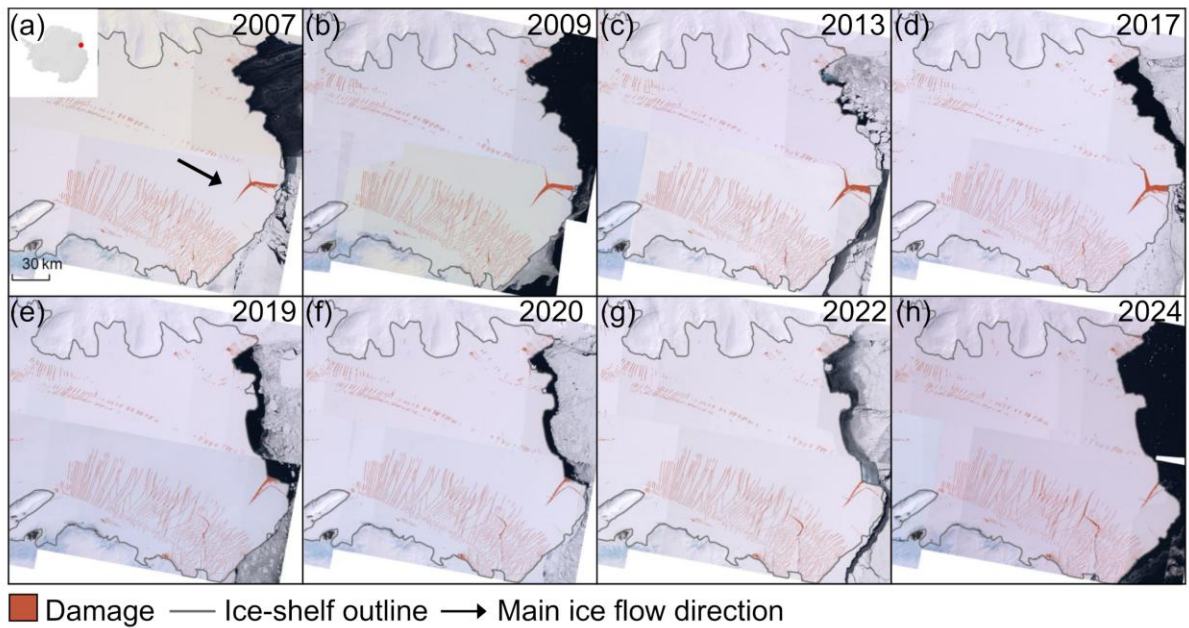 (a) 2007 (b) 2009 (c) 2013 (d) 2017
30 km
(e) 2019 (f) 2020 (g) 2022 (h) 2024
Damage Ice-shelf outline Main ice flow direction